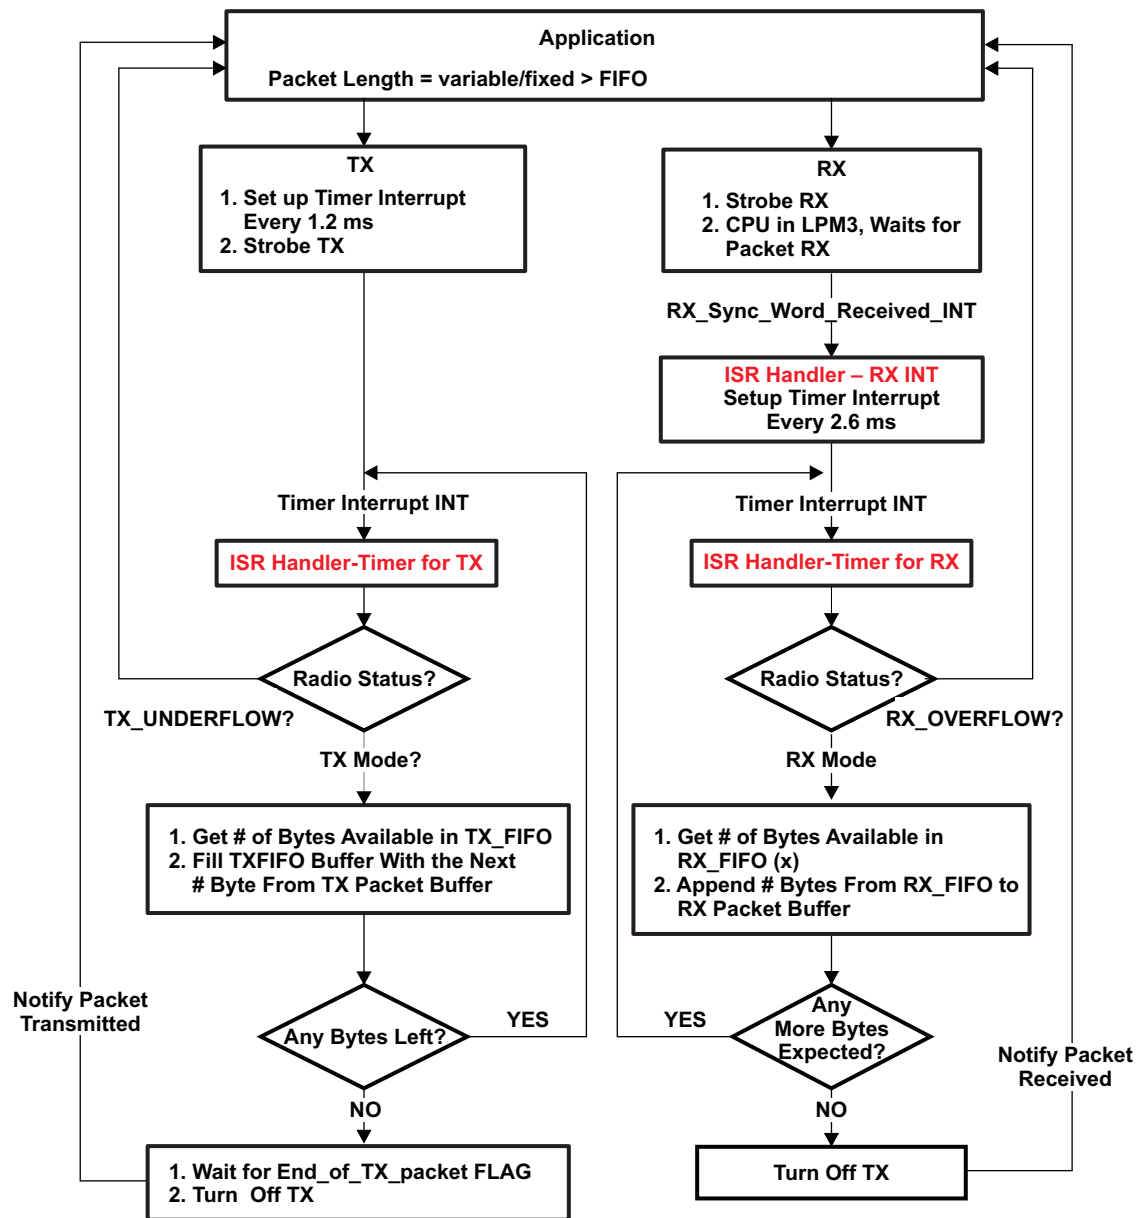 Application
Packet Length = variable/fixed > FIFO
TX
1. Set up Timer Interrupt
Every 1.2 ms
2. Strobe TX
RX
1. Strobe RX
2. CPU in LPM3, Waits for
Packet RX
RX_Sync_Word_Received_INT
ISR Handler – RX INT
Setup Timer Interrupt
Every 2.6 ms
Timer Interrupt INT
Timer Interrupt INT
ISR Handler-Timer for TX
ISR Handler-Timer for RX
Radio Status?
Radio Status?
TX_UNDERFLOW?
RX_OVERFLOW?
TX Mode?
RX Mode
1. Get # of Bytes Available in TX_FIFO
2. Fill TXFIFO Buffer With the Next
# Byte From TX Packet Buffer
1. Get # of Bytes Available in
RX_FIFO (x)
2. Append # Bytes From RX_FIFO to
RX Packet Buffer
Notify Packet
Transmitted
Any Bytes Left?
YES
YES
Any
More Bytes
Expected?
Notify Packet
Received
NO
NO
1. Wait for End_of_TX_packet FLAG
2. Turn Off TX
Turn Off TX